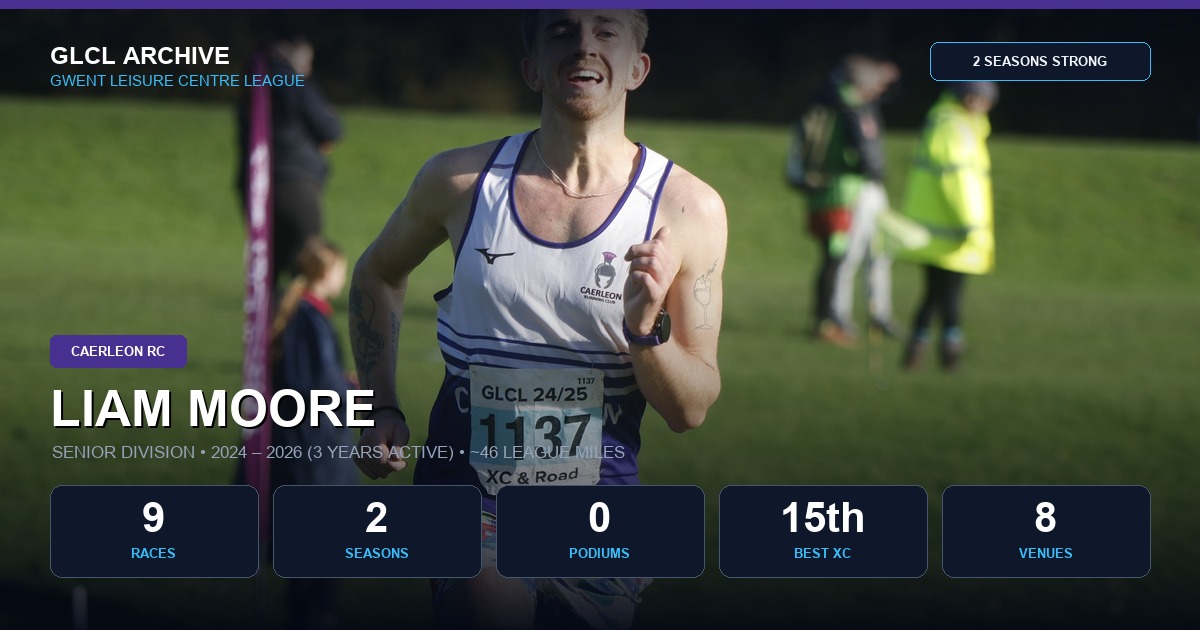 GLCL ARCHIVE
GWENT LEISURE CENTRE LEAGUE
2 SEASONS STRONG
CAERLEON
RUNNING CLUB
1137
GLCL 24/25
1137
XC & Road
CAERLEON RC
LIAM MOORE
SENIOR DIVISION • 2024 – 2026 (3 YEARS ACTIVE) • ~46 LEAGUE MILES
9
RACES
2
SEASONS
0
PODIUMS
15th
BEST XC
8
VENUES